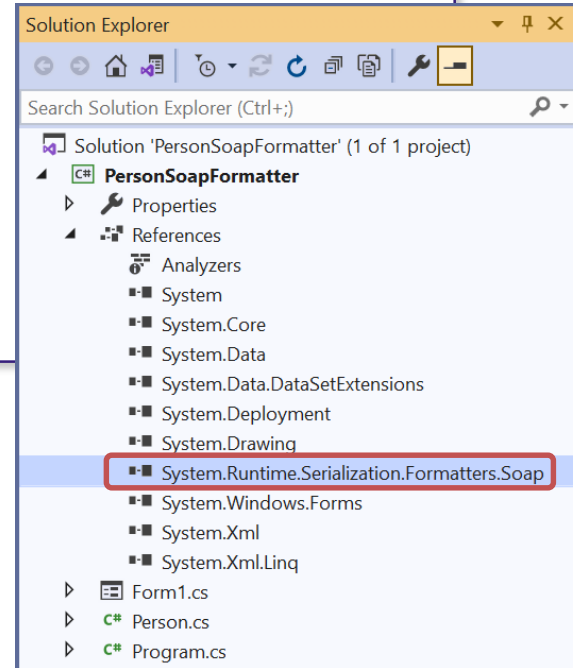 Solution Explorer
Search Solution Explorer (Ctrl+;)
Solution 'PersonSoapFormatter' (1 of 1 project)
C# PersonSoapFormatter
Properties
References
Analyzers
System
System.Core
System.Data
System.Data.DataSetExtensions
System.Deployment
System.Drawing
System.Runtime.Serialization.Formatters.Soap
System.Windows.Forms
System.Xml
System.Xml.Linq
Form1.cs
C# Person.cs
C# Program.cs